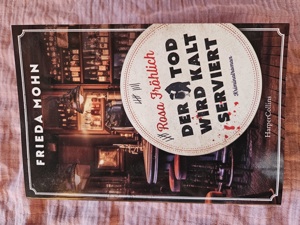 FRIEDA MOHN
Rosa Fröhlich
DER TOD
WIRD KALT
SERVIERT
Kriminalroman
HarperCollins